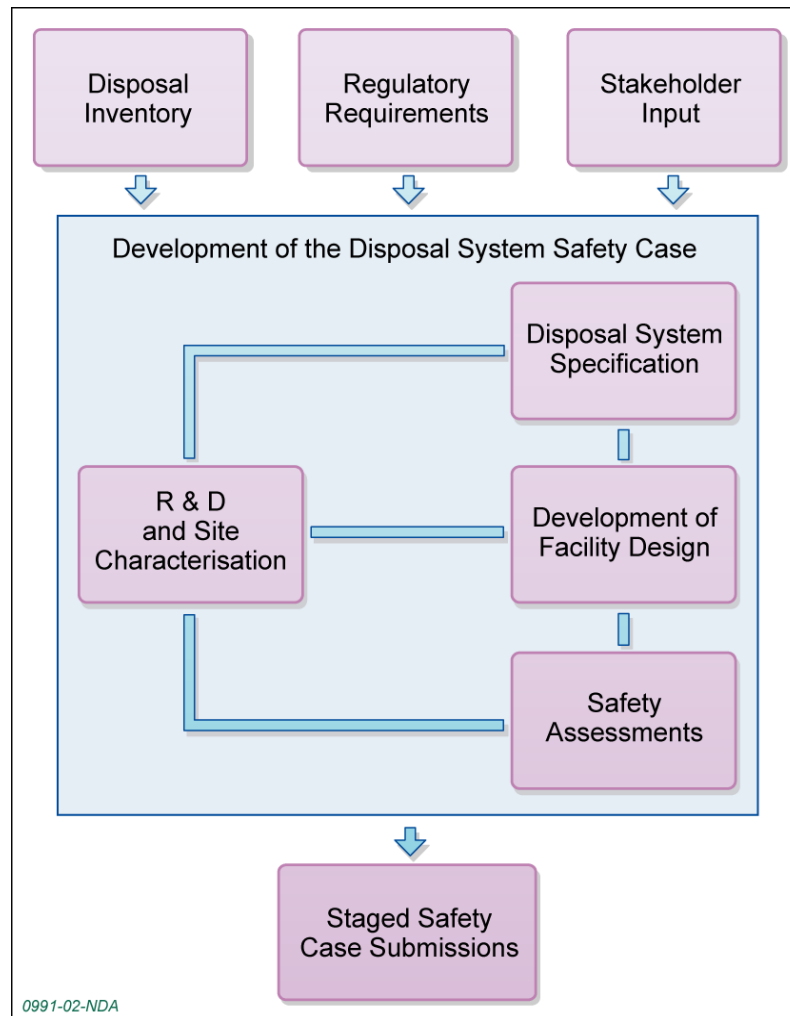 Disposal
Inventory
Regulatory
Requirements
Stakeholder
Input
Development of the Disposal System Safety Case
Disposal System
Specification
R & D
and Site
Characterisation
Development of
Facility Design
Safety
Assessments
Staged Safety
Case Submissions
0991-02-NDA